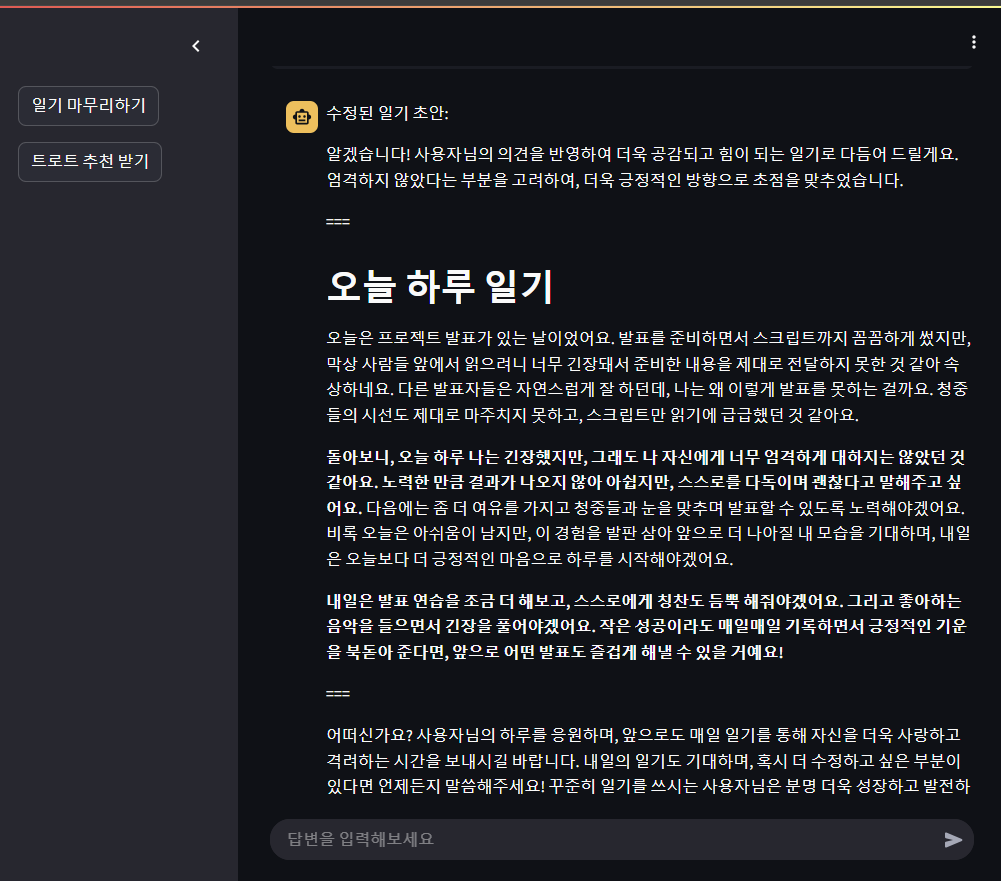 일기 마무리하기
트로트 추천 받기
수정된 일기 초안:
알겠습니다! 사용자님의 의견을 반영하여 더욱 공감되고 힘이 되는 일기로 다듬어 드릴게요.
엄격하지 않았다는 부분을 고려하여, 더욱 긍정적인 방향으로 초점을 맞추었습니다.
===
오늘 하루 일기
오늘은 프로젝트 발표가 있는 날이었어요. 발표를 준비하면서 스크립트까지 꼼꼼하게 썼지만,
막상 사람들 앞에서 읽으려니 너무 긴장돼서 준비한 내용을 제대로 전달하지 못한 것 같아 속
상하네요. 다른 발표자들은 자연스럽게 잘 하던데, 나는 왜 이렇게 발표를 못하는 걸까요. 청중
들의 시선도 제대로 마주치지 못하고, 스크립트만 읽기에 급급했던 것 같아요.
돌아보니, 오늘 하루 나는 긴장했지만, 그래도 나 자신에게 너무 엄격하게 대하지는 않았던 것
같아요. 노력한 만큼 결과가 나오지 않아 아쉽지만, 스스로를 다독이며 괜찮다고 말해주고 싶
어요. 다음에는 좀 더 여유를 가지고 청중들과 눈을 맞추며 발표할 수 있도록 노력해야겠어요.
비록 오늘은 아쉬움이 남지만, 이 경험을 발판 삼아 앞으로 더 나아질 내 모습을 기대하며, 내일
은 오늘보다 더 긍정적인 마음으로 하루를 시작해야겠어요.
내일은 발표 연습을 조금 더 해보고, 스스로에게 칭찬도 듬뿍 해줘야겠어요. 그리고 좋아하는
음악을 들으면서 긴장을 풀어야겠어요. 작은 성공이라도 매일매일 기록하면서 긍정적인 기운
을 북돋아 준다면, 앞으로 어떤 발표도 즐겁게 해낼 수 있을 거예요!
===
어떠신가요? 사용자님의 하루를 응원하며, 앞으로도 매일 일기를 통해 자신을 더욱 사랑하고
격려하는 시간을 보내시길 바랍니다. 내일의 일기도 기대하며, 혹시 더 수정하고 싶은 부분이
있다면 언제든지 말씀해주세요! 꾸준히 일기를 쓰시는 사용자님은 분명 더욱 성장하고 발전하
답변을 입력해보세요